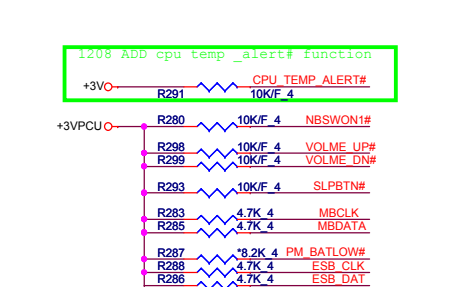 1208 ADD cpu temp _alert# function
+3V CPU_TEMP_ALERT#
R291 10K/F_4
+3VPCU R280 10K/F_4 NBSWON1#
R298 10K/F_4 VOLME_UP#
R299 10K/F_4 VOLME_DN#
R293 10K/F_4 SLPBTN#
R283 4.7K_4 MBCLK
R285 4.7K_4 MBDATA
R287 *8.2K_4 PM_BATLOW#
R288 4.7K_4 ESB_CLK
R286 4.7K_4 ESB_DAT